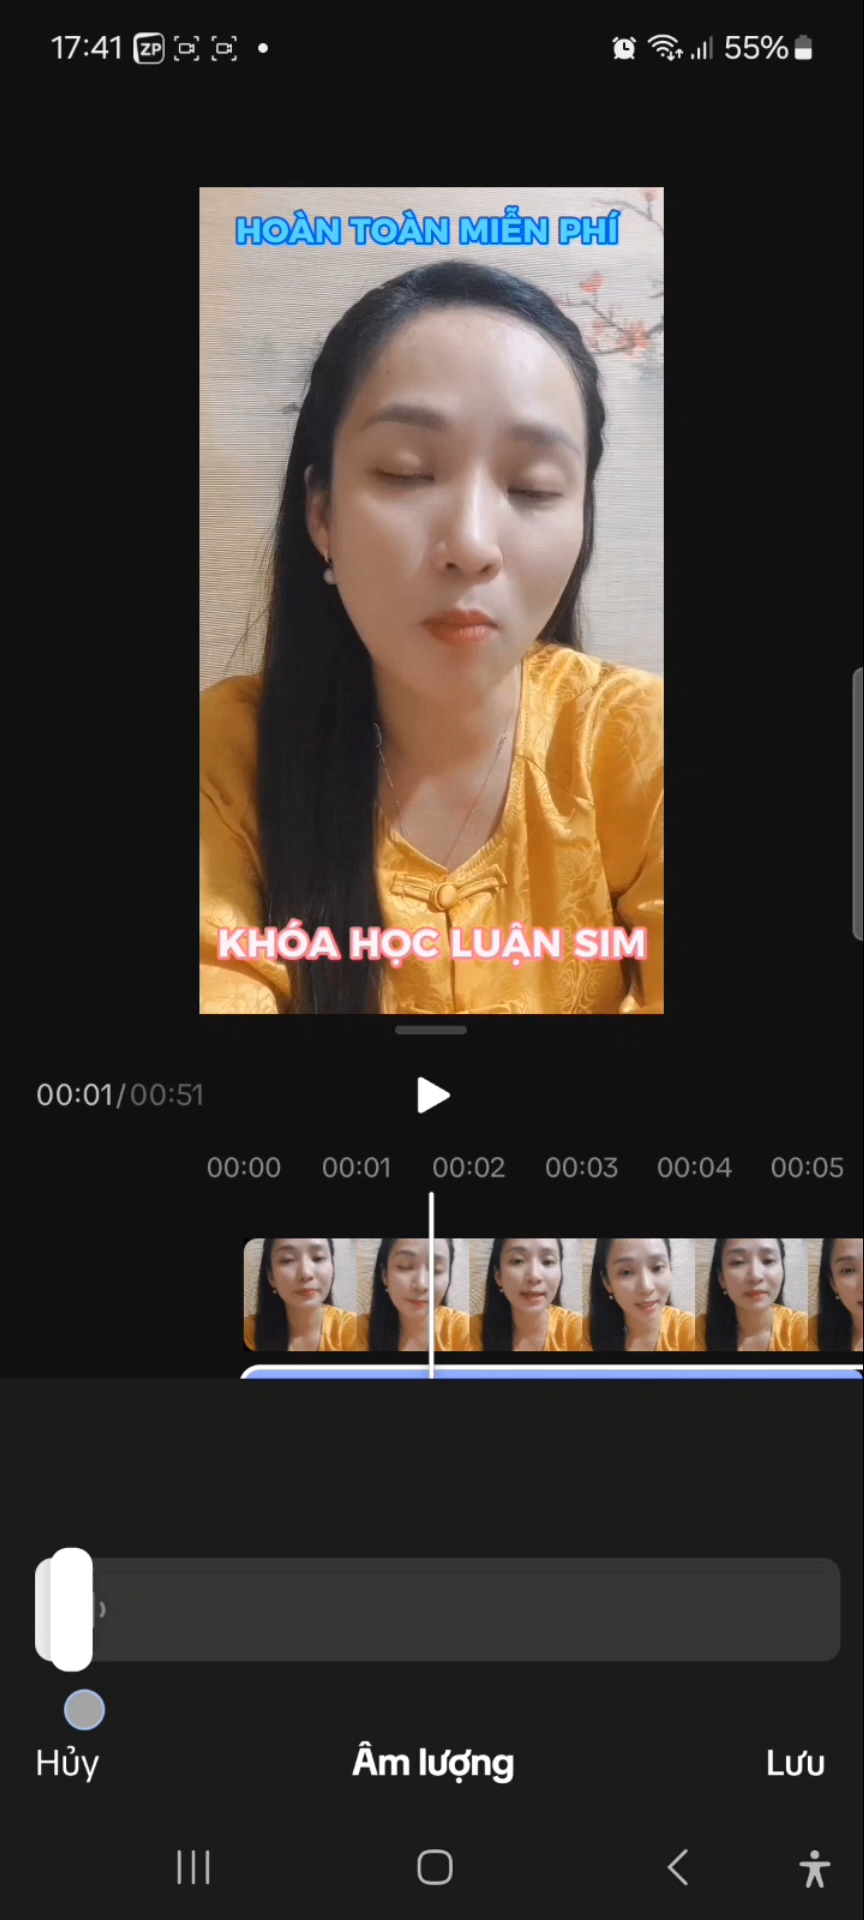 17:41 ZP 55%
HOÀN TOÀN MIỄN PHÍ
KHÓA HỌC LUẬN SIM
00:01/00:51
00:00 00:01 00:02 00:03 00:04 00:05
Hủy Âm lượng Lưu